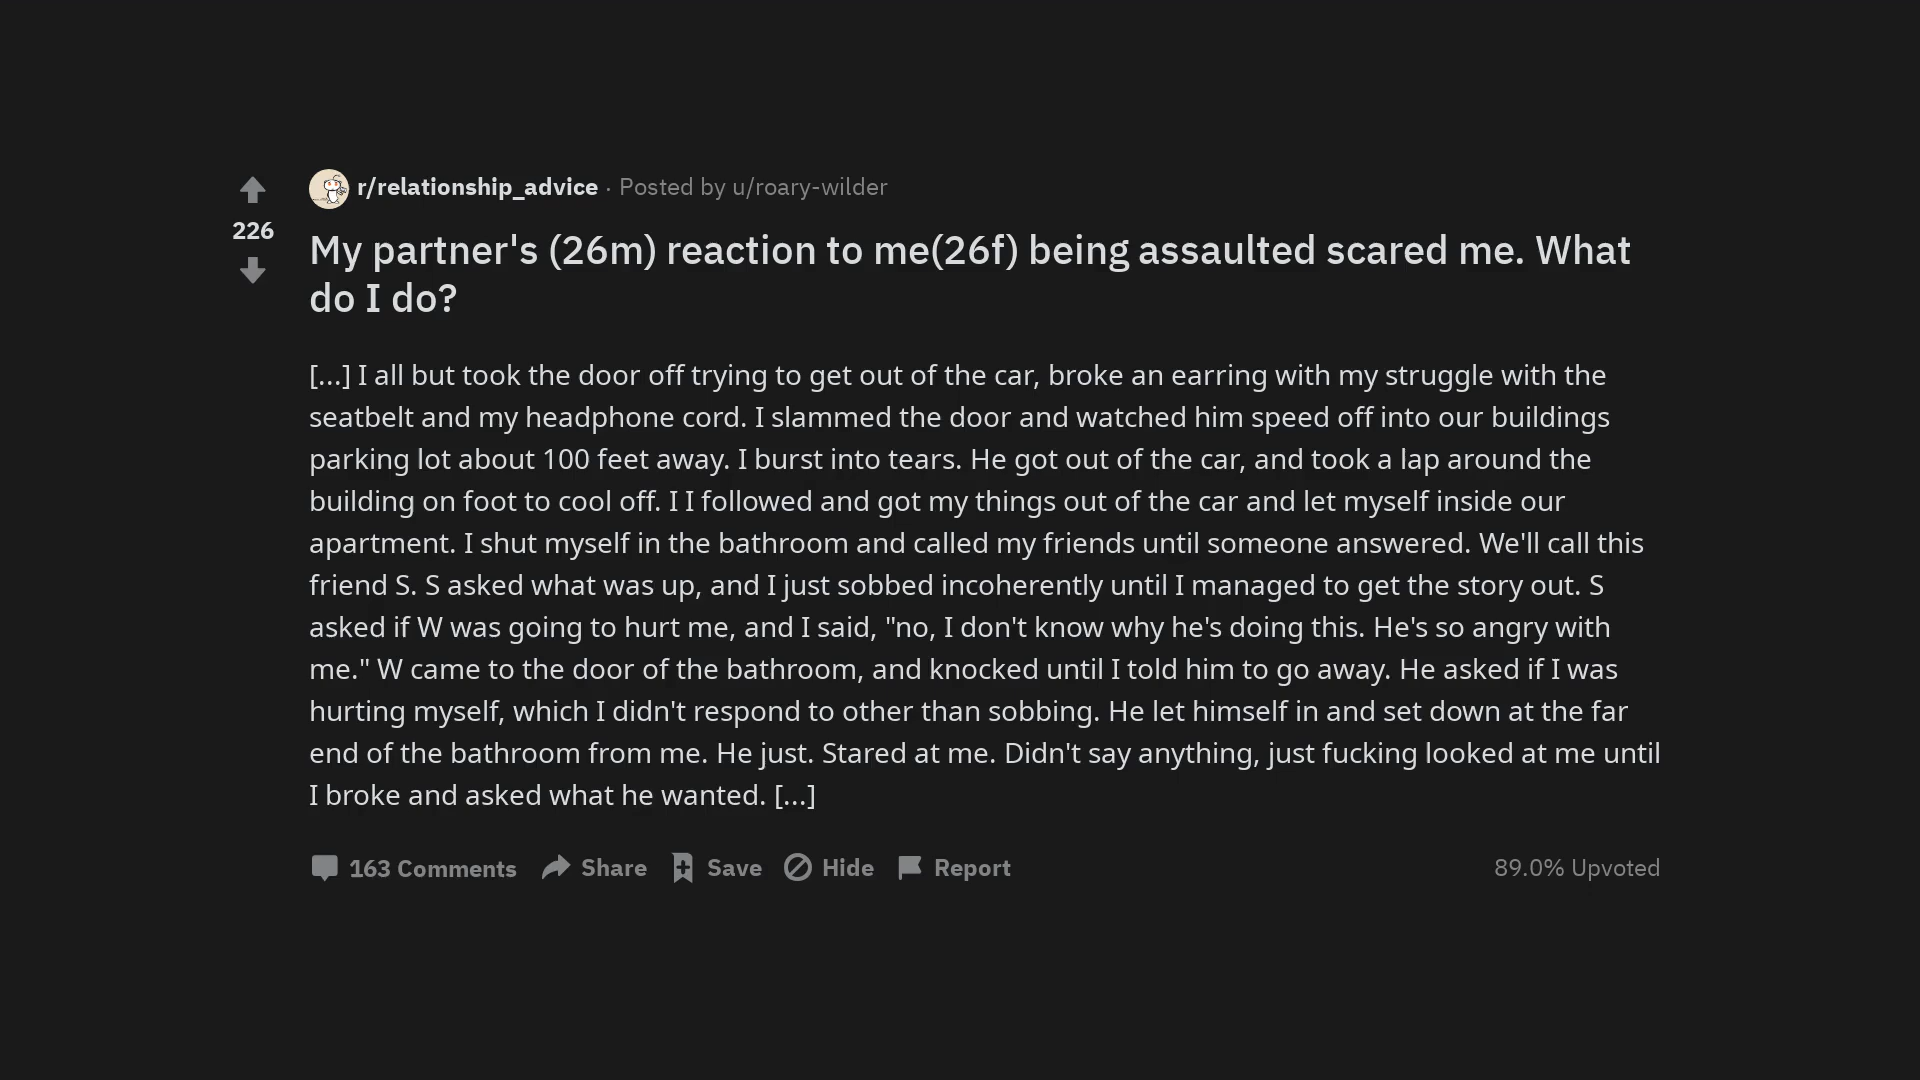 r/relationship_advice · Posted by u/roary-wilder
226
My partner's (26m) reaction to me(26f) being assaulted scared me. What
do I do?
[...] I all but took the door off trying to get out of the car, broke an earring with my struggle with the
seatbelt and my headphone cord. I slammed the door and watched him speed off into our buildings
parking lot about 100 feet away. I burst into tears. He got out of the car, and took a lap around the
building on foot to cool off. I I followed and got my things out of the car and let myself inside our
apartment. I shut myself in the bathroom and called my friends until someone answered. We'll call this
friend S. S asked what was up, and I just sobbed incoherently until I managed to get the story out. S
asked if W was going to hurt me, and I said, "no, I don't know why he's doing this. He's so angry with
me." W came to the door of the bathroom, and knocked until I told him to go away. He asked if I was
hurting myself, which I didn't respond to other than sobbing. He let himself in and set down at the far
end of the bathroom from me. He just. Stared at me. Didn't say anything, just fucking looked at me until
I broke and asked what he wanted. [...]
163 Comments Share Save Hide Report 89.0% Upvoted